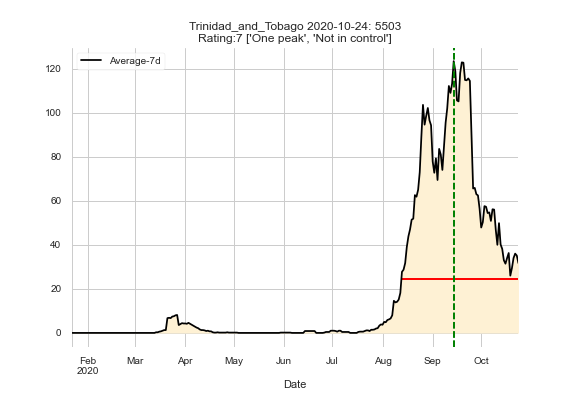 Trinidad_and_Tobago 2020-10-24: 5503
Rating:7 ['One peak', 'Not in control']
Average-7d
120
100
80
60
40
20
0
Feb Mar Apr May Jun Jul Aug Sep Oct
2020
Date